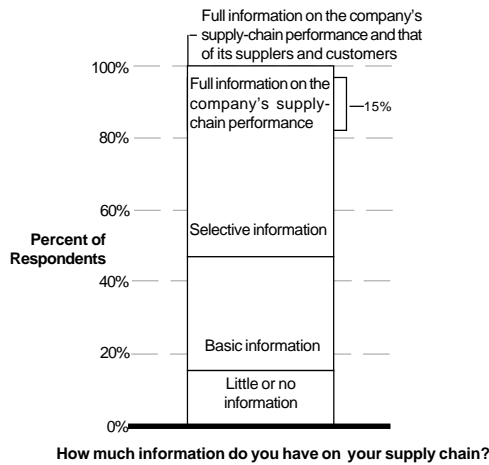 Full information on the company's
supply-chain performance and that
of its supplers and customers
100%
Full information on the
company's supply-
chain performance
15%
80%
60%
Selective information
Percent of
Respondents
40%
20%
Basic information
Little or no
information
0%
How much information do you have on your supply chain?